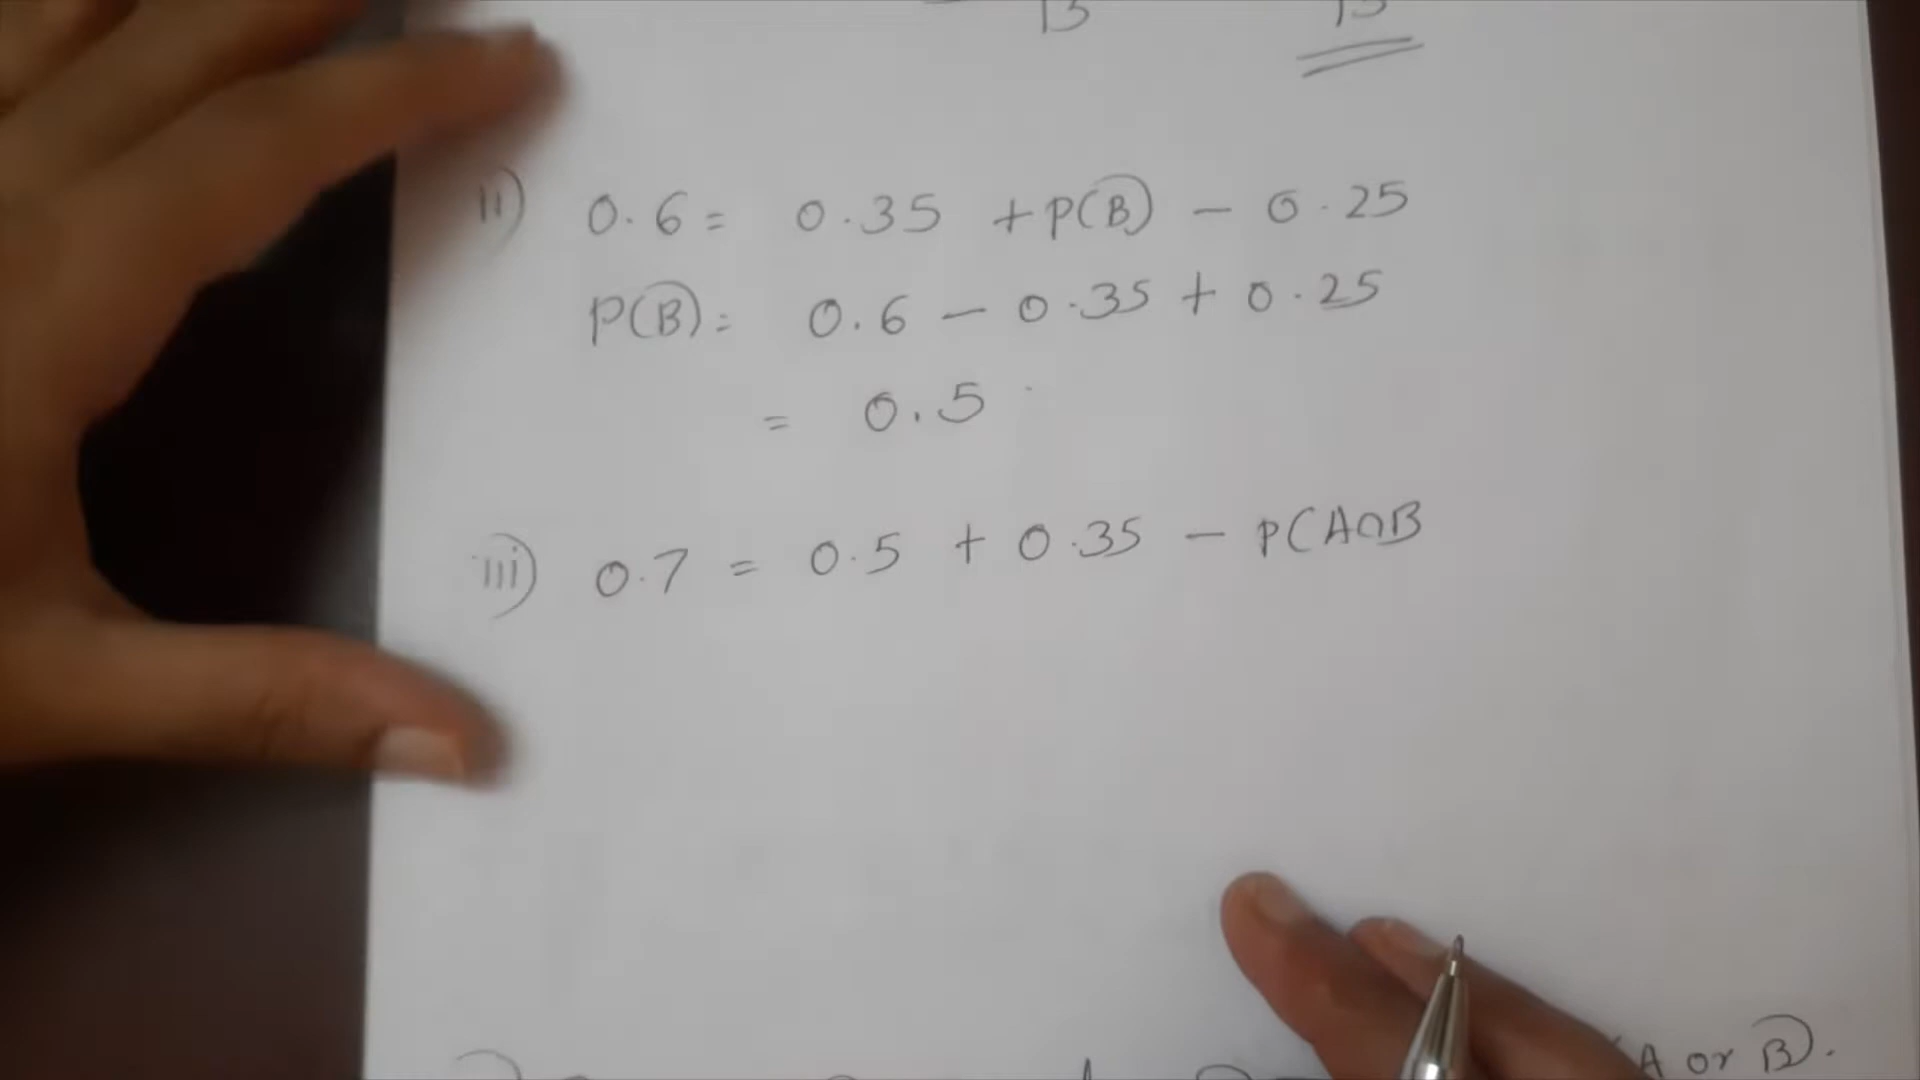 ii) 0.6 = 0.35 + P(B) - 0.25
P(B) = 0.6 - 0.35 + 0.25
= 0.5
iii) 0.7 = 0.5 + 0.35 - P(A∩B
A or B).